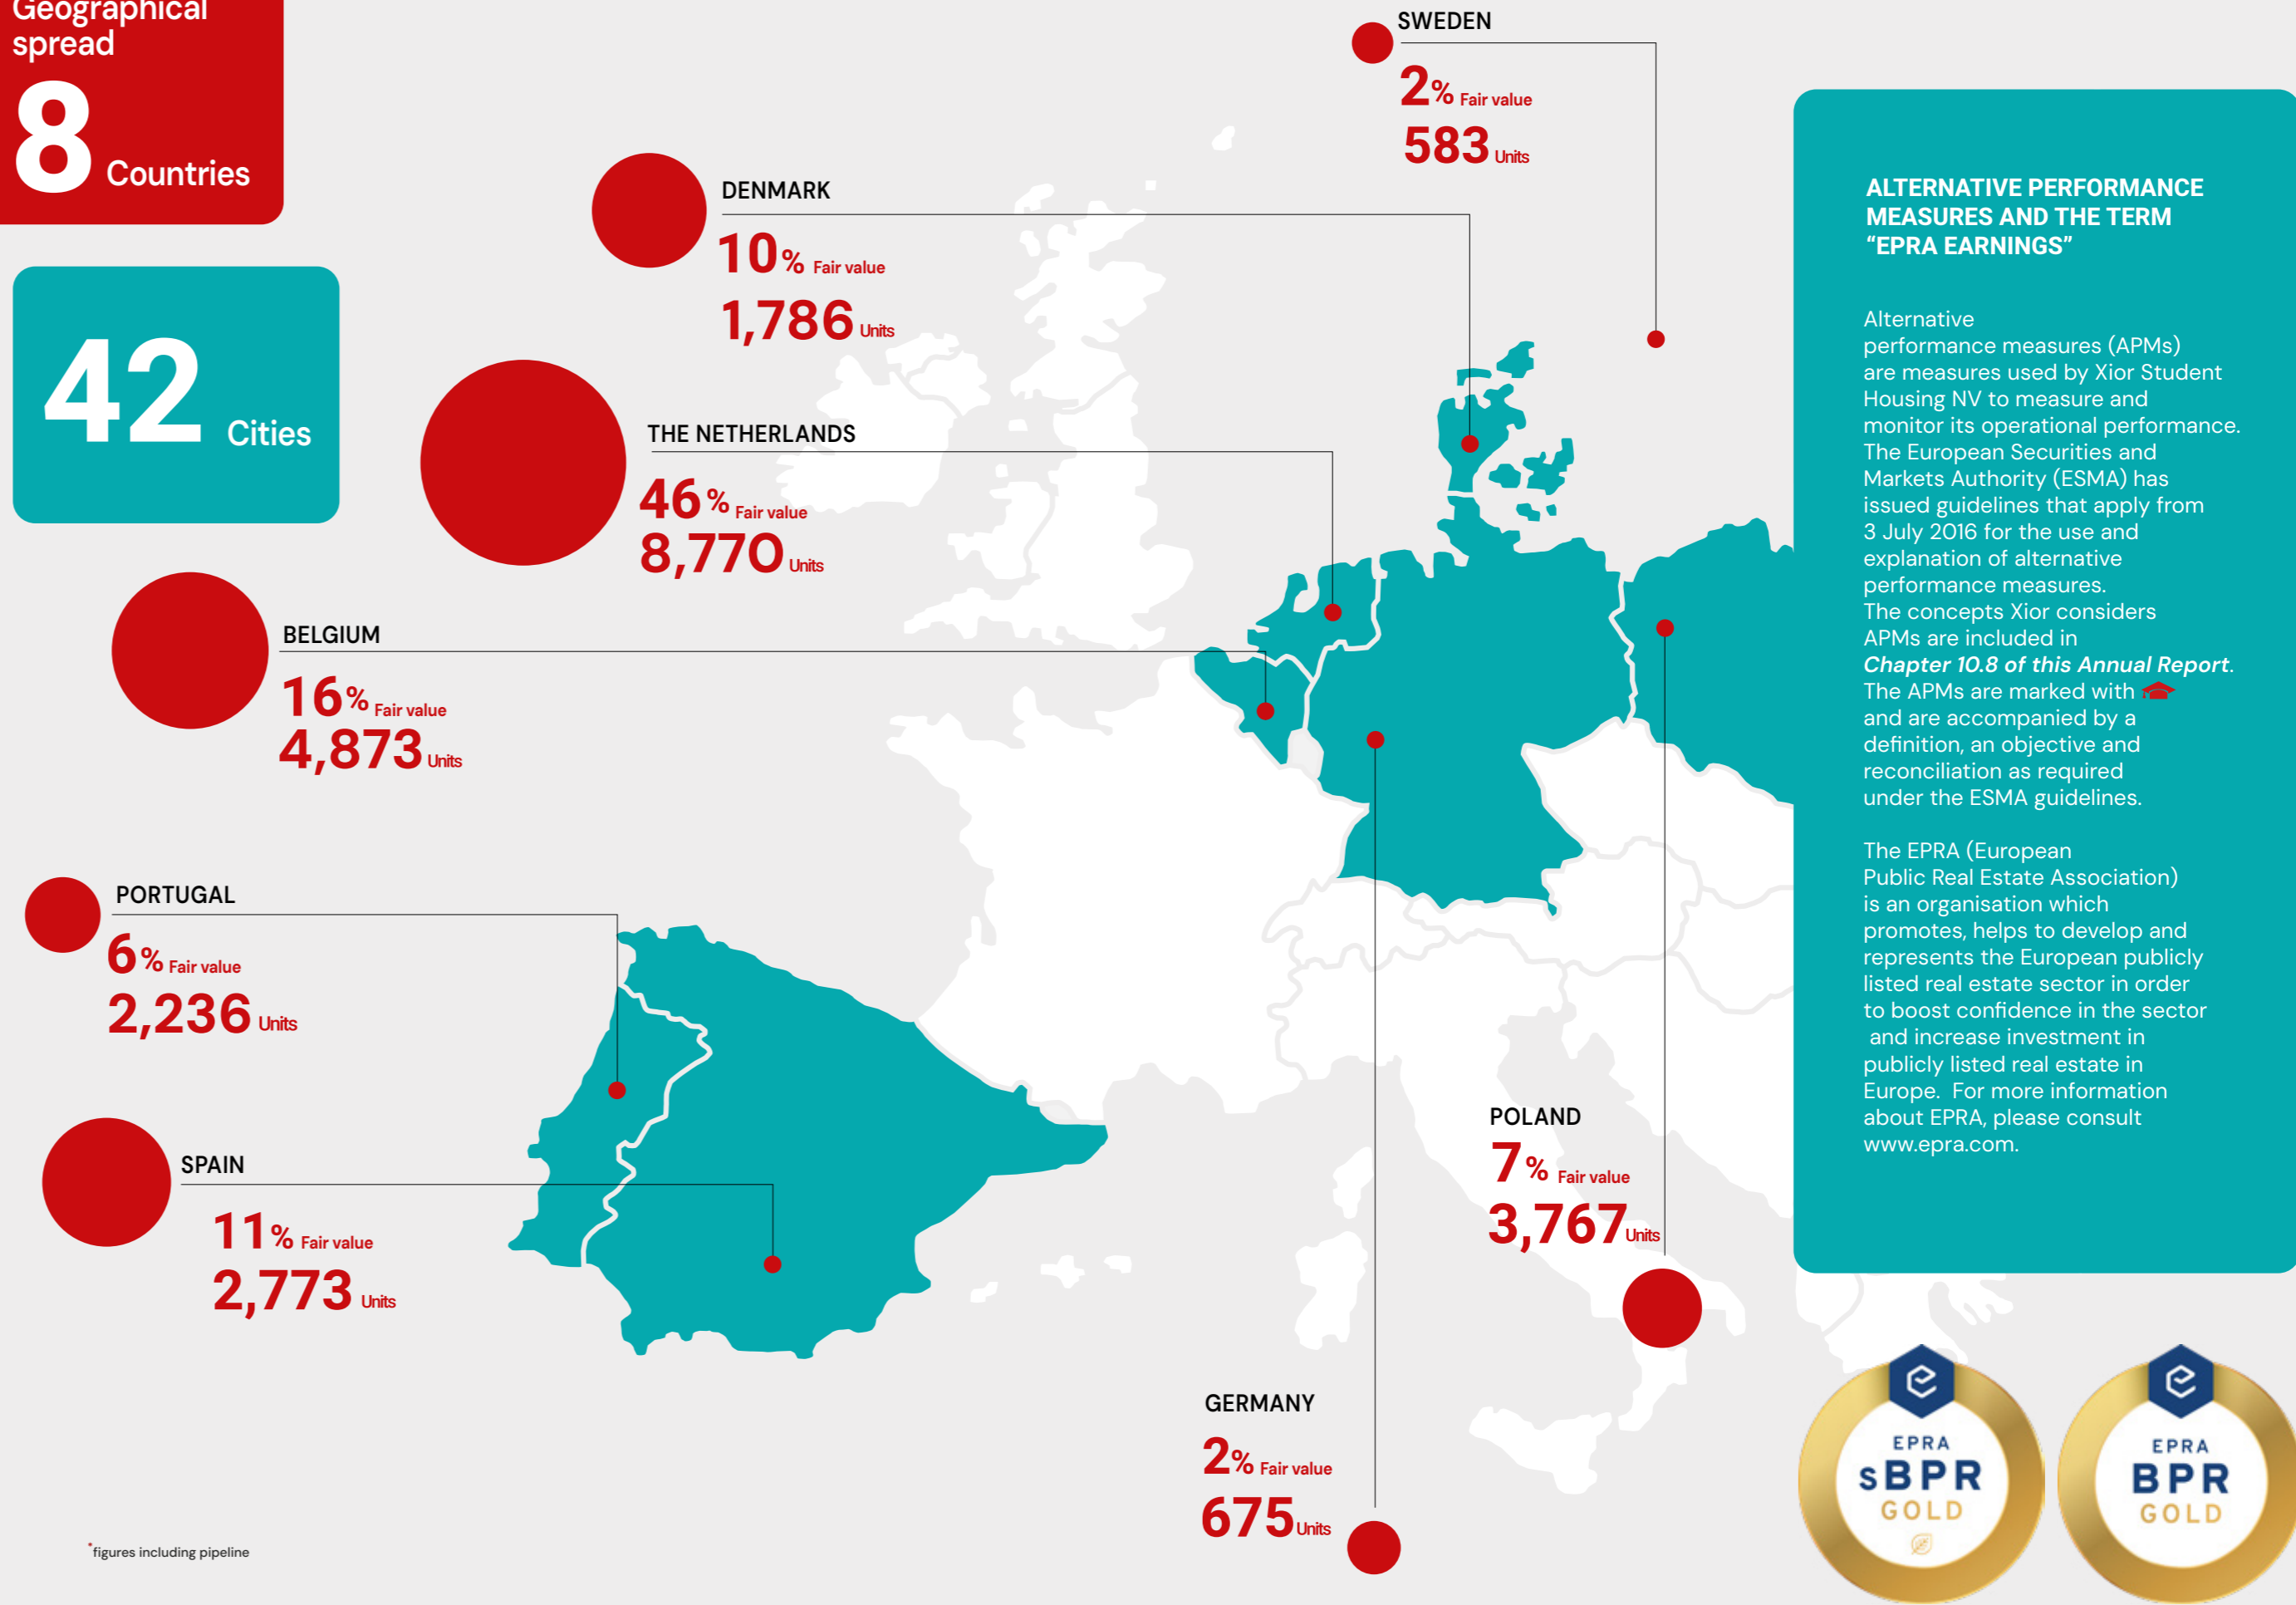 Geographical
spread
8 Countries
42 Cities
SWEDEN
2% Fair value
583 Units
DENMARK
10% Fair value
1,786 Units
THE NETHERLANDS
46% Fair value
8,770 Units
BELGIUM
16% Fair value
4,873 Units
PORTUGAL
6% Fair value
2,236 Units
SPAIN
11% Fair value
2,773 Units
POLAND
7% Fair value
3,767 Units
GERMANY
2% Fair value
675 Units
*figures including pipeline
ALTERNATIVE PERFORMANCE
MEASURES AND THE TERM
“EPRA EARNINGS”
Alternative
performance measures (APMs)
are measures used by Xior Student
Housing NV to measure and
monitor its operational performance.
The European Securities and
Markets Authority (ESMA) has
issued guidelines that apply from
3 July 2016 for the use and
explanation of alternative
performance measures.
The concepts Xior considers
APMs are included in
Chapter 10.8 of this Annual Report.
The APMs are marked with
and are accompanied by a
definition, an objective and
reconciliation as required
under the ESMA guidelines.
The EPRA (European
Public Real Estate Association)
is an organisation which
promotes, helps to develop and
represents the European publicly
listed real estate sector in order
to boost confidence in the sector
and increase investment in
publicly listed real estate in
Europe. For more information
about EPRA, please consult
www.epra.com.
EPRA
sBPR
GOLD
EPRA
BPR
GOLD